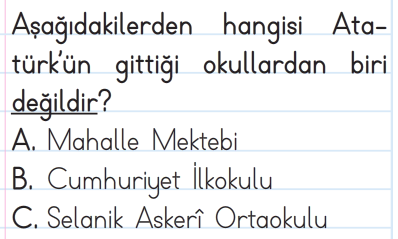 Aşağıdakilerden hangisi Ata-
türk'ün gittiği okullardan biri
değildir?
A. Mahalle Mektebi
B. Cumhuriyet İlkokulu
C. Selanik Askerî Ortaokulu